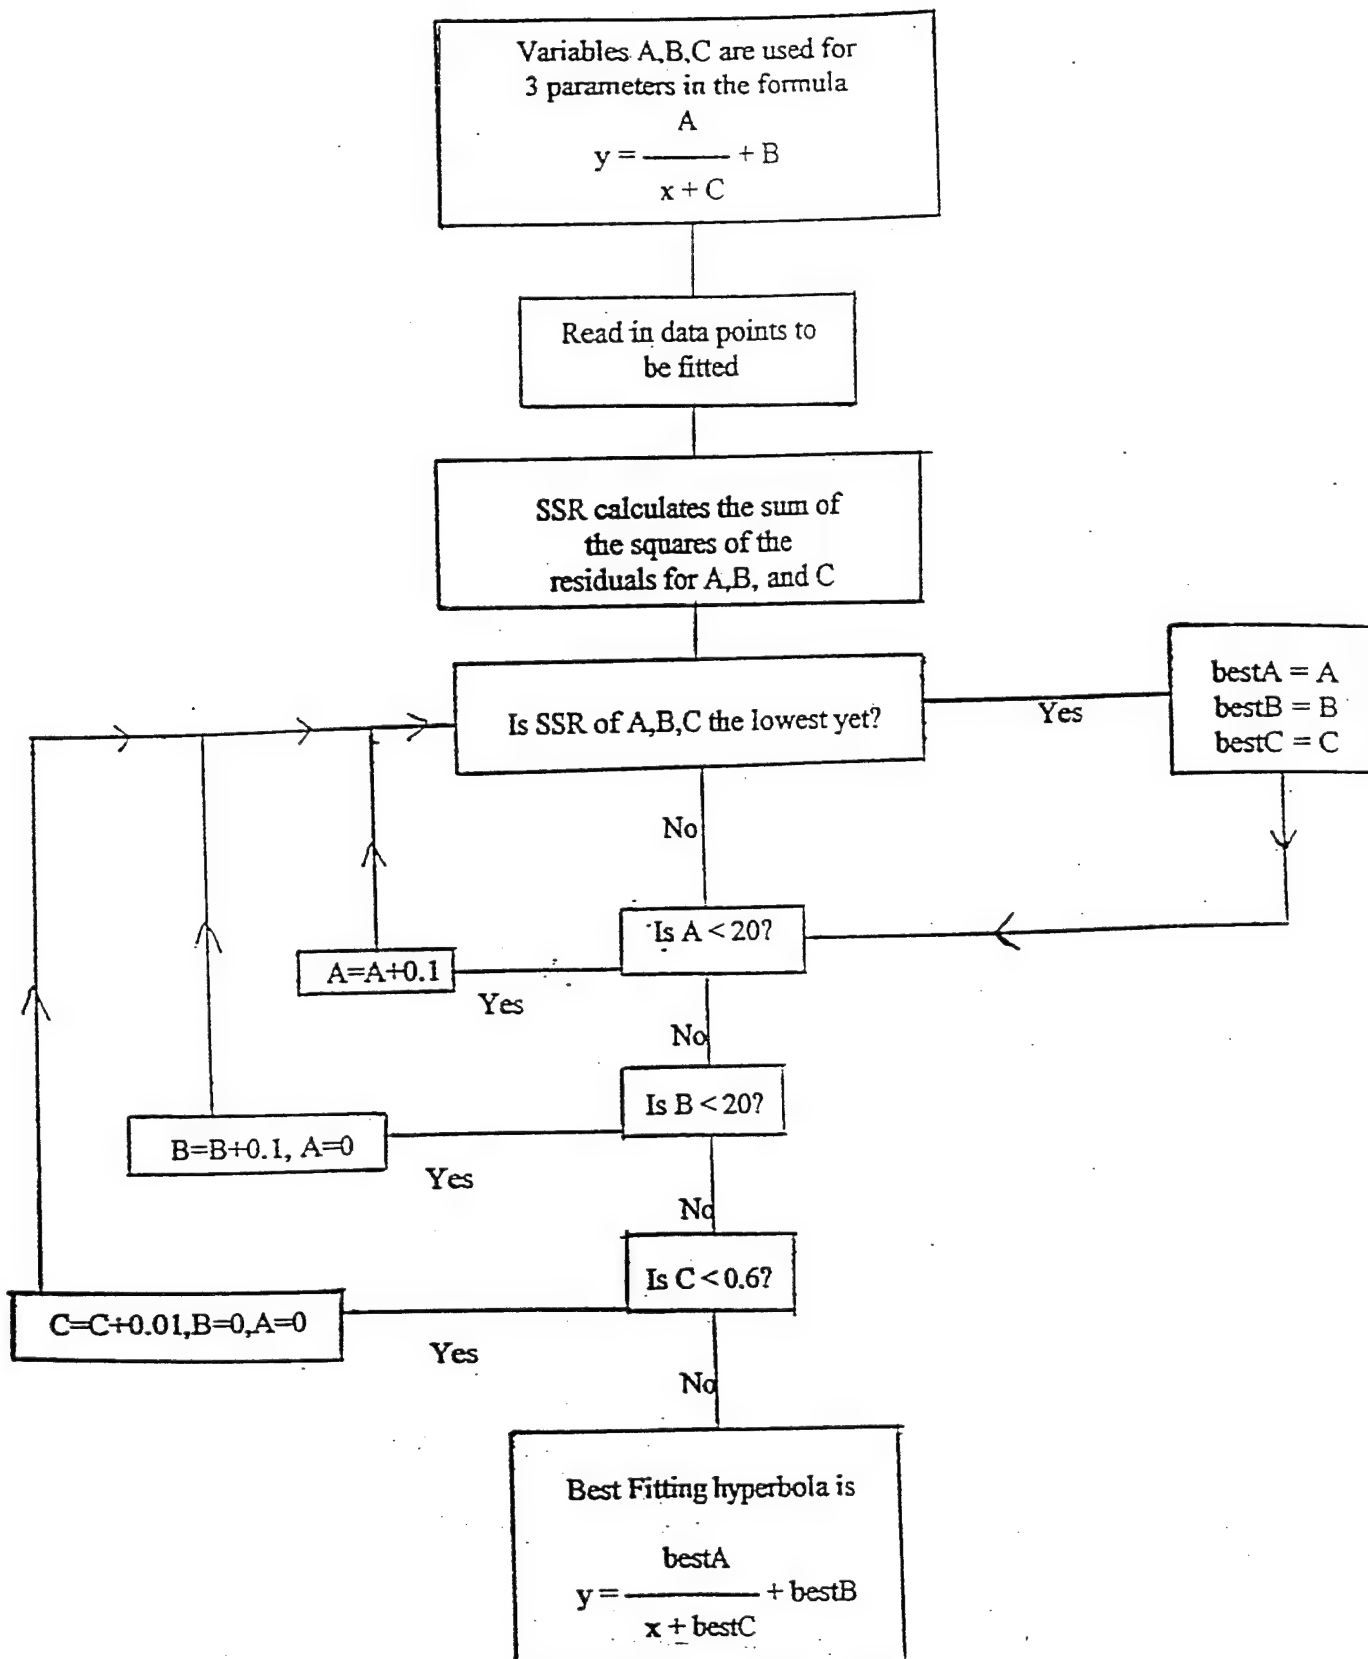 Variables A,B,C are used for
3 parameters in the formula
A
y = ——— + B
x + C
Read in data points to
be fitted
SSR calculates the sum of
the squares of the
residuals for A,B, and C
Is SSR of A,B,C the lowest yet?
Yes
bestA = A
bestB = B
bestC = C
No
Is A < 20?
A=A+0.1
Yes
No
Is B < 20?
B=B+0.1, A=0
Yes
No
Is C < 0.6?
C=C+0.01,B=0,A=0
Yes
No
Best Fitting hyperbola is
bestA
y = ——— + bestB
x + bestC